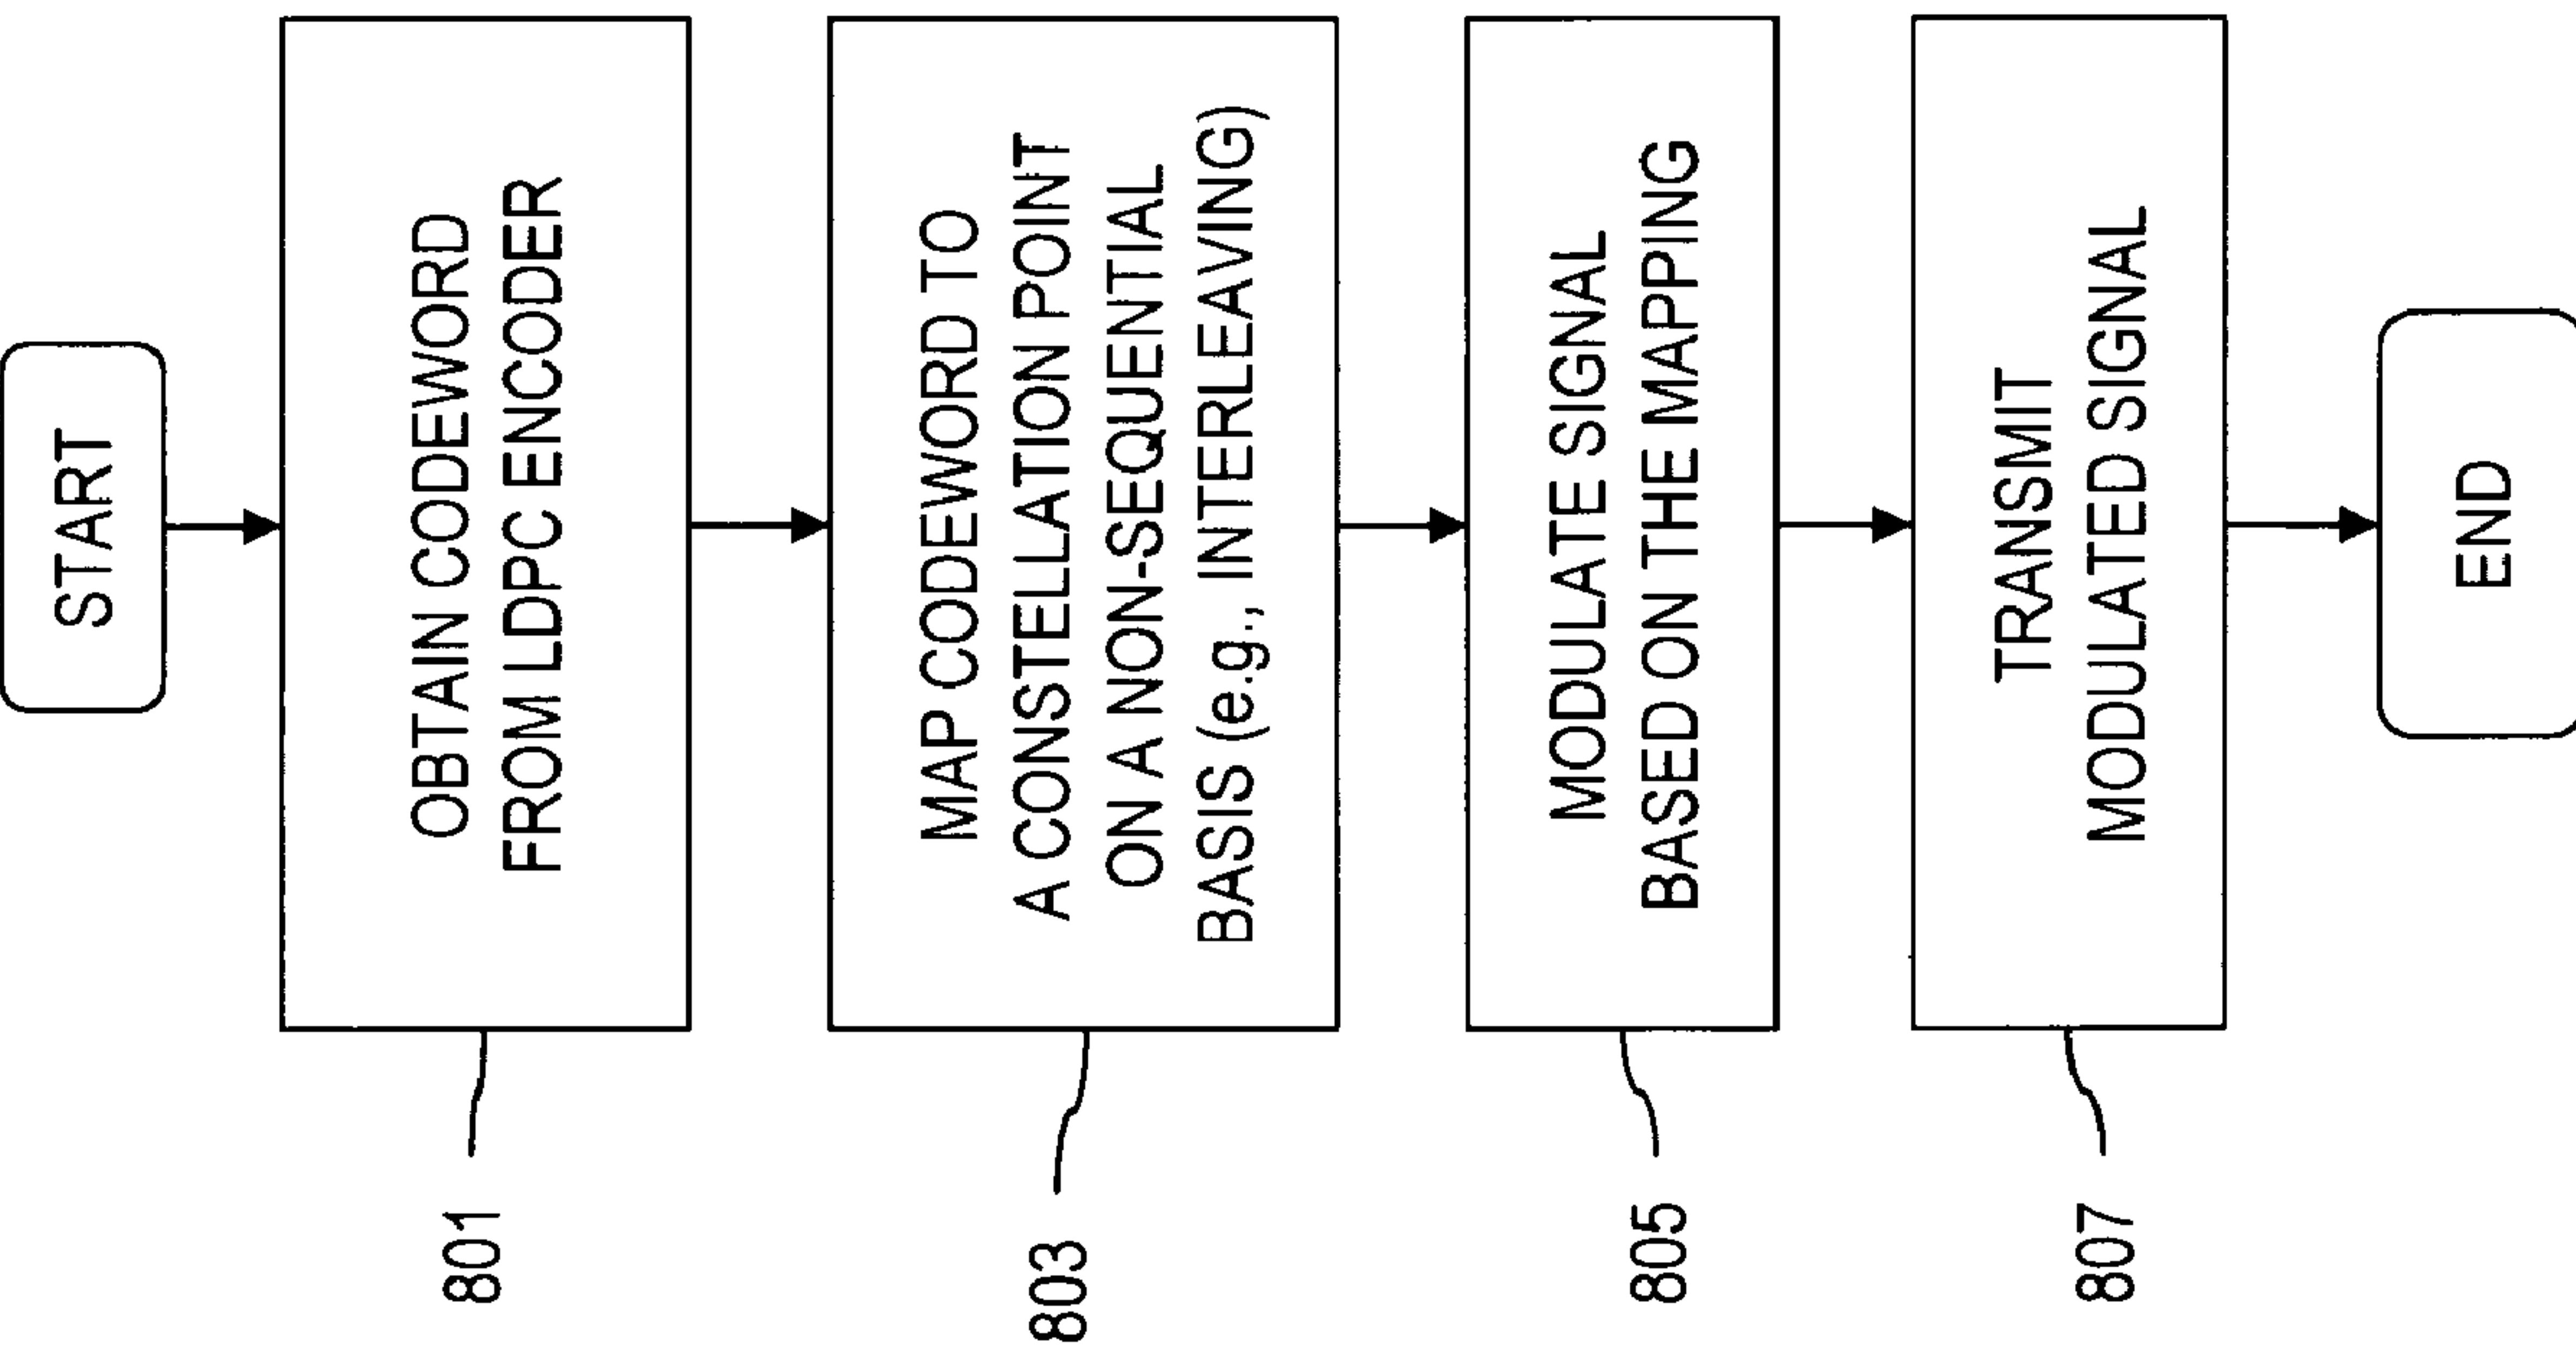 START
OBTAIN CODEWORD
FROM LDPC ENCODER
801
MAP CODEWORD TO
A CONSTELLATION POINT
ON A NON-SEQUENTIAL
BASIS (e.g., INTERLEAVING)
803
MODULATE SIGNAL
BASED ON THE MAPPING
805
TRANSMIT
MODULATED SIGNAL
807
END